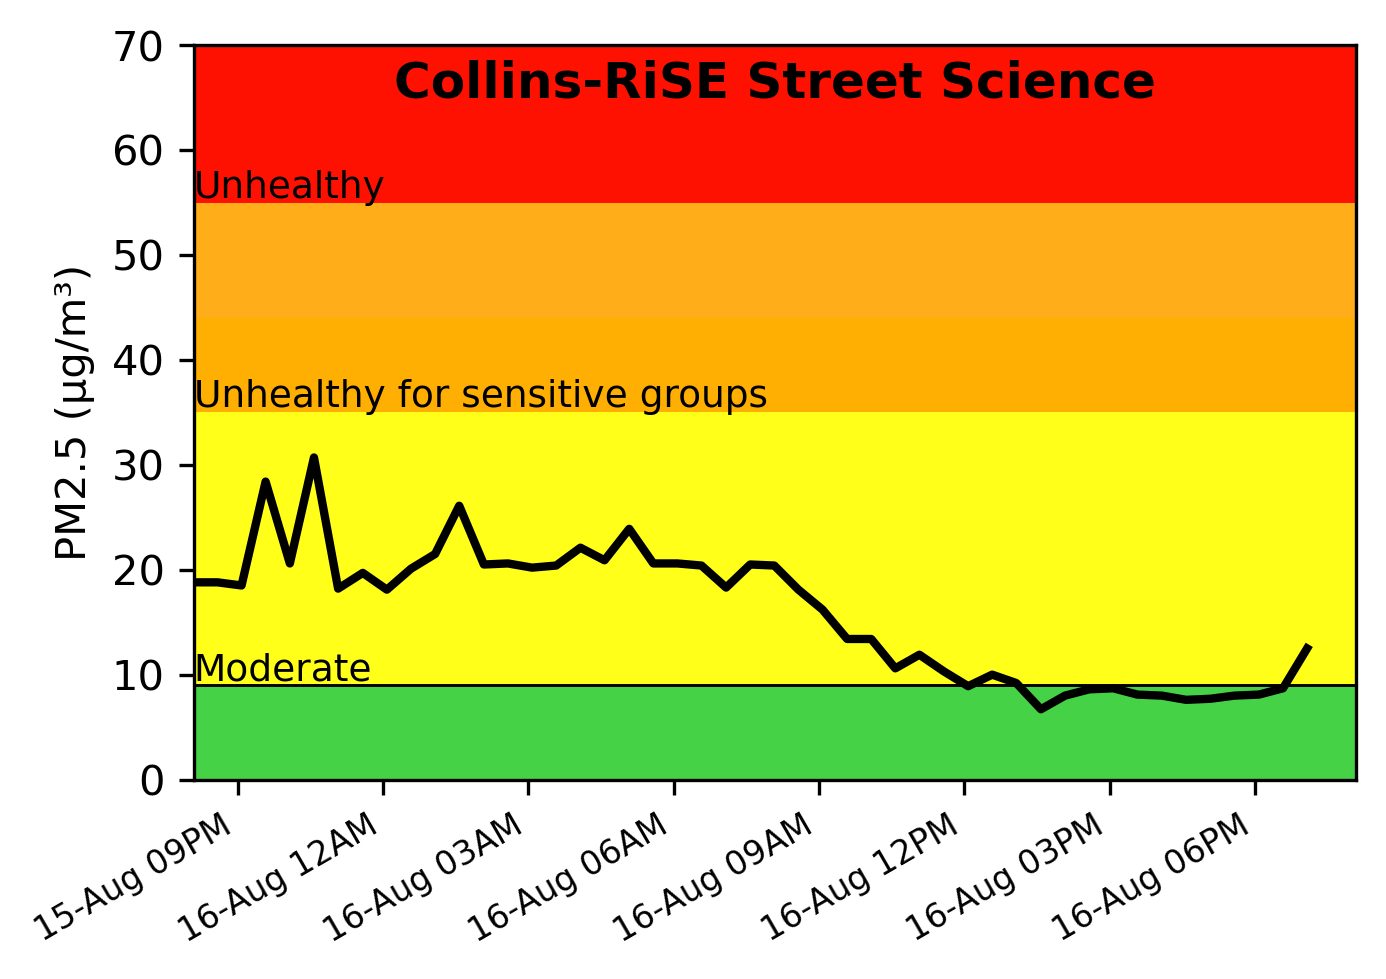 Collins-RiSE Street Science
70
60
Unhealthy
50
40
Unhealthy for sensitive groups
30
20
Moderate
10
0
PM2.5 (µg/m³)
15-Aug 09PM
16-Aug 12AM
16-Aug 03AM
16-Aug 06AM
16-Aug 09AM
16-Aug 12PM
16-Aug 03PM
16-Aug 06PM